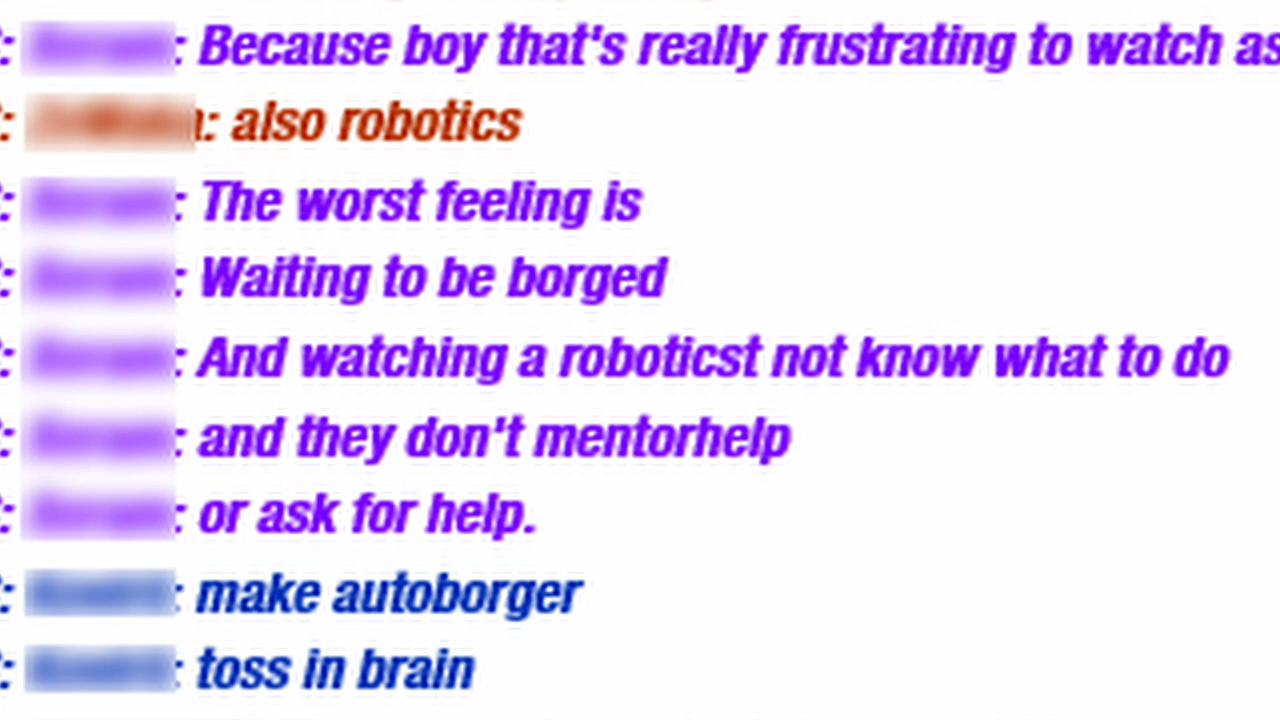 : Because boy that's really frustrating to watch as
: also robotics
: The worst feeling is
: Waiting to be borged
: And watching a roboticst not know what to do
: and they don't mentorhelp
: or ask for help.
: make autoborger
: toss in brain